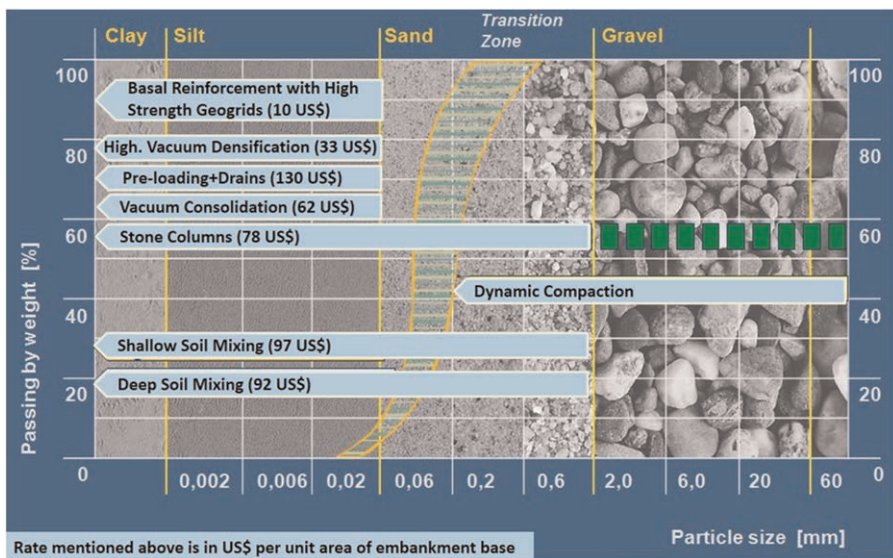 Transition
Clay Silt Sand Zone Gravel
100 100
Basal Reinforcement with High
Strength Geogrids (10 US$)
High. Vacuum Densification (33 US$)
80 80
Pre-loading+Drains (130 US$)
Vacuum Consolidation (62 US$)
60 60
Stone Columns (78 US$)
Dynamic Compaction
40 40
Shallow Soil Mixing (97 US$)
20 20
Deep Soil Mixing (92 US$)
Passing by weight [%]
0 0,002 0,006 0,02 0,06 0,2 0,6 2,0 6,0 20 60 0
Particle size [mm]
Rate mentioned above is in US$ per unit area of embankment base